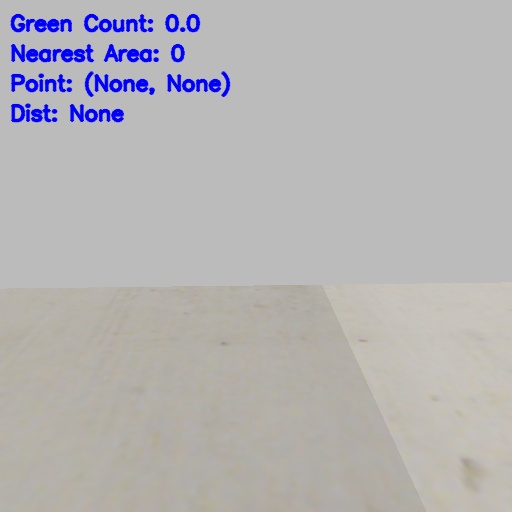 Green Count: 0.0
Nearest Area: 0
Point: (None, None)
Dist: None